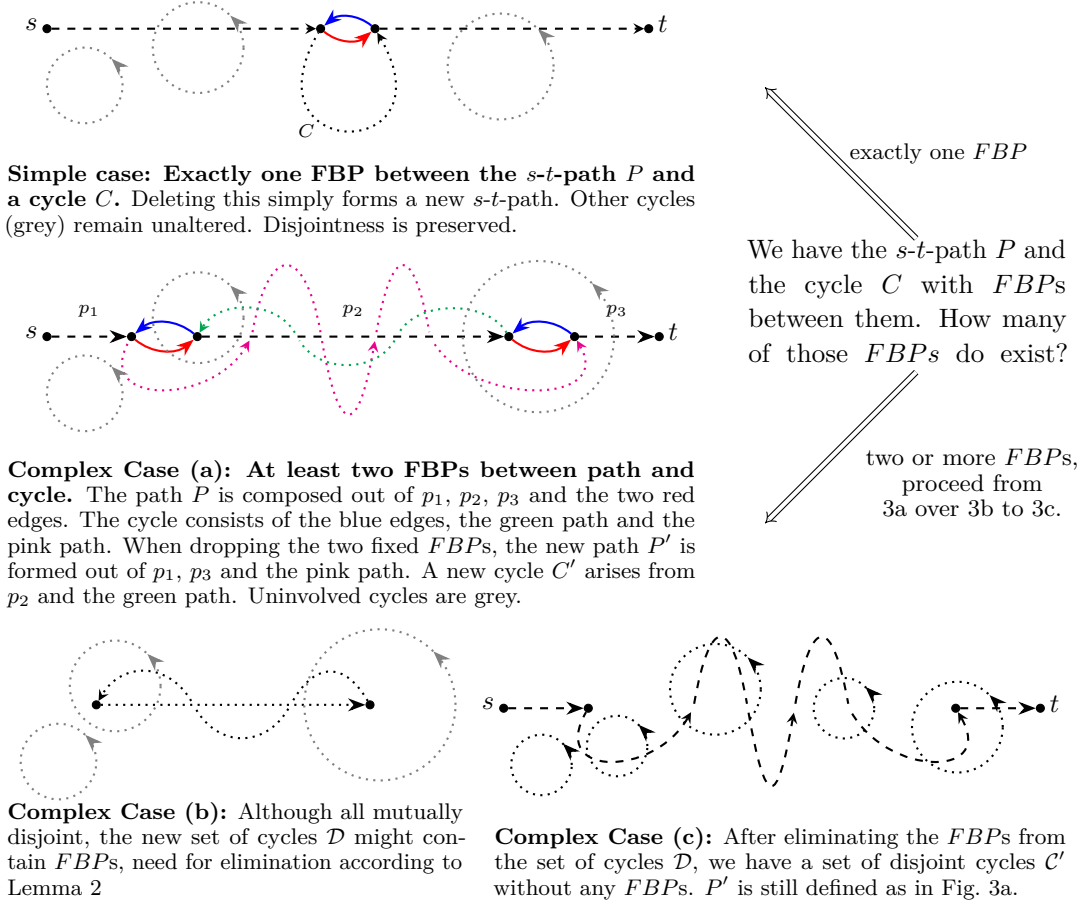 s
t
C
Simple case: Exactly one FBP between the s-t-path P and
a cycle C. Deleting this simply forms a new s-t-path. Other cycles
(grey) remain unaltered. Disjointness is preserved.
exactly one FBP
We have the s-t-path P and
the cycle C with FBPs
between them. How many
of those FBPs do exist?
two or more FBPs,
proceed from
3a over 3b to 3c.
s
p₁
p₂
p₃
t
Complex Case (a): At least two FBPs between path and
cycle. The path P is composed out of p₁, p₂, p₃ and the two red
edges. The cycle consists of the blue edges, the green path and the
pink path. When dropping the two fixed FBPs, the new path P′ is
formed out of p₁, p₃ and the pink path. A new cycle C′ arises from
p₂ and the green path. Uninvolved cycles are grey.
Complex Case (b): Although all mutually
disjoint, the new set of cycles 𝒟 might con-
tain FBPs, need for elimination according to
Lemma 2
s
t
Complex Case (c): After eliminating the FBPs from
the set of cycles 𝒟, we have a set of disjoint cycles 𝒞′
without any FBPs. P′ is still defined as in Fig. 3a.